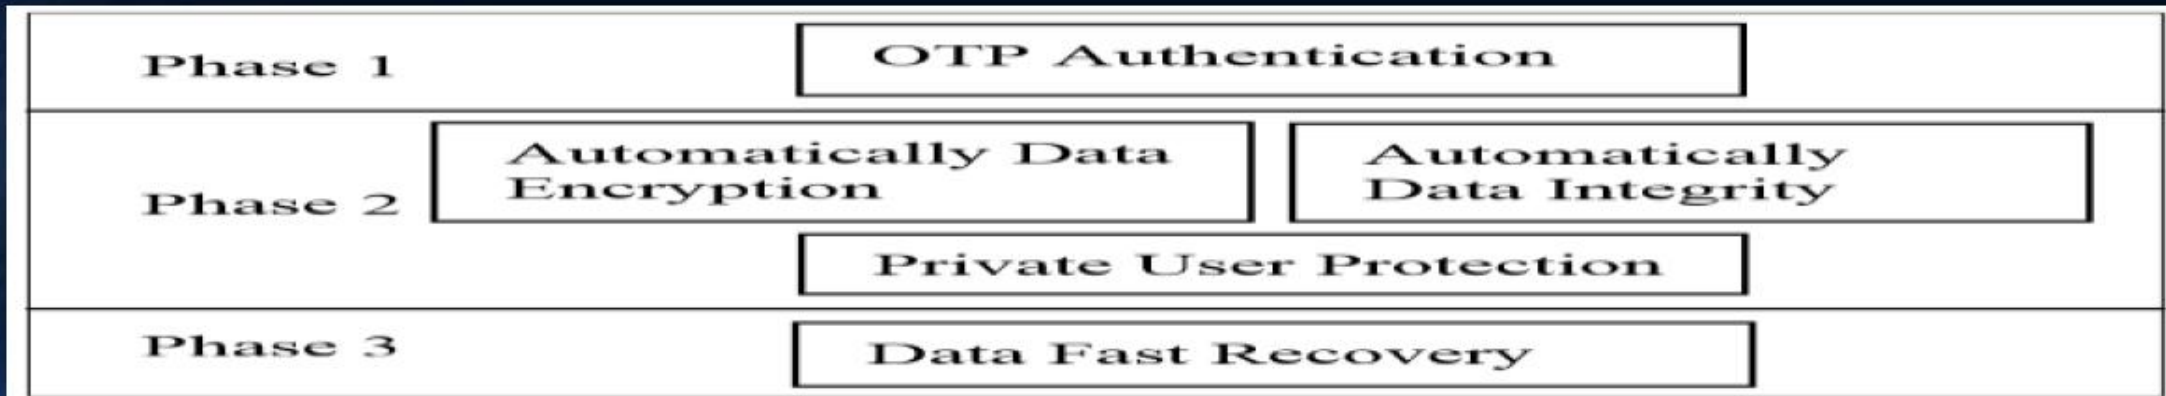 Phase 1
OTP Authentication
Phase 2
Automatically Data
Encryption
Automatically
Data Integrity
Private User Protection
Phase 3
Data Fast Recovery